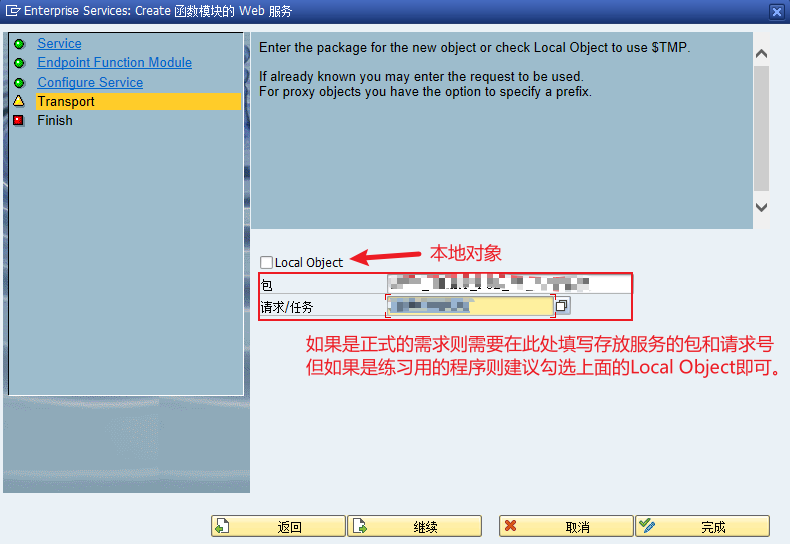 Enterprise Services: Create 函数模块的 Web 服务
Service
Endpoint Function Module
Configure Service
Transport
Finish
Enter the package for the new object or check Local Object to use $TMP.
If already known you may enter the request to be used.
For proxy objects you have the option to specify a prefix.
Local Object
本地对象
包
请求/任务
如果是正式的需求则需要在此处填写存放服务的包和请求号
但如果是练习用的程序则建议勾选上面的Local Object即可。
返回
继续
取消
完成